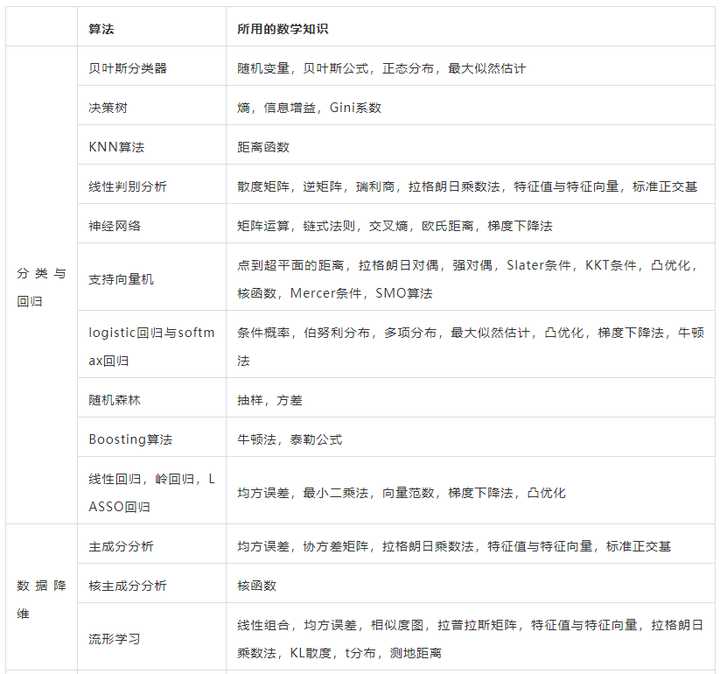 算法
所用的数学知识
分类与
回归
贝叶斯分类器
随机变量，贝叶斯公式，正态分布，最大似然估计
决策树
熵，信息增益，Gini系数
KNN算法
距离函数
线性判别分析
散度矩阵，逆矩阵，瑞利商，拉格朗日乘数法，特征值与特征向量，标准正交基
神经网络
矩阵运算，链式法则，交叉熵，欧氏距离，梯度下降法
支持向量机
点到超平面的距离，拉格朗日对偶，强对偶，Slater条件，KKT条件，凸优化，
核函数，Mercer条件，SMO算法
logistic回归与softm
ax回归
条件概率，伯努利分布，多项分布，最大似然估计，凸优化，梯度下降法，牛顿
法
随机森林
抽样，方差
Boosting算法
牛顿法，泰勒公式
线性回归，岭回归，L
ASSO回归
均方误差，最小二乘法，向量范数，梯度下降法，凸优化
数据降
维
主成分分析
均方误差，协方差矩阵，拉格朗日乘数法，特征值与特征向量，标准正交基
核主成分分析
核函数
流形学习
线性组合，均方误差，相似度图，拉普拉斯矩阵，特征值与特征向量，拉格朗日
乘数法，KL散度，t分布，测地距离